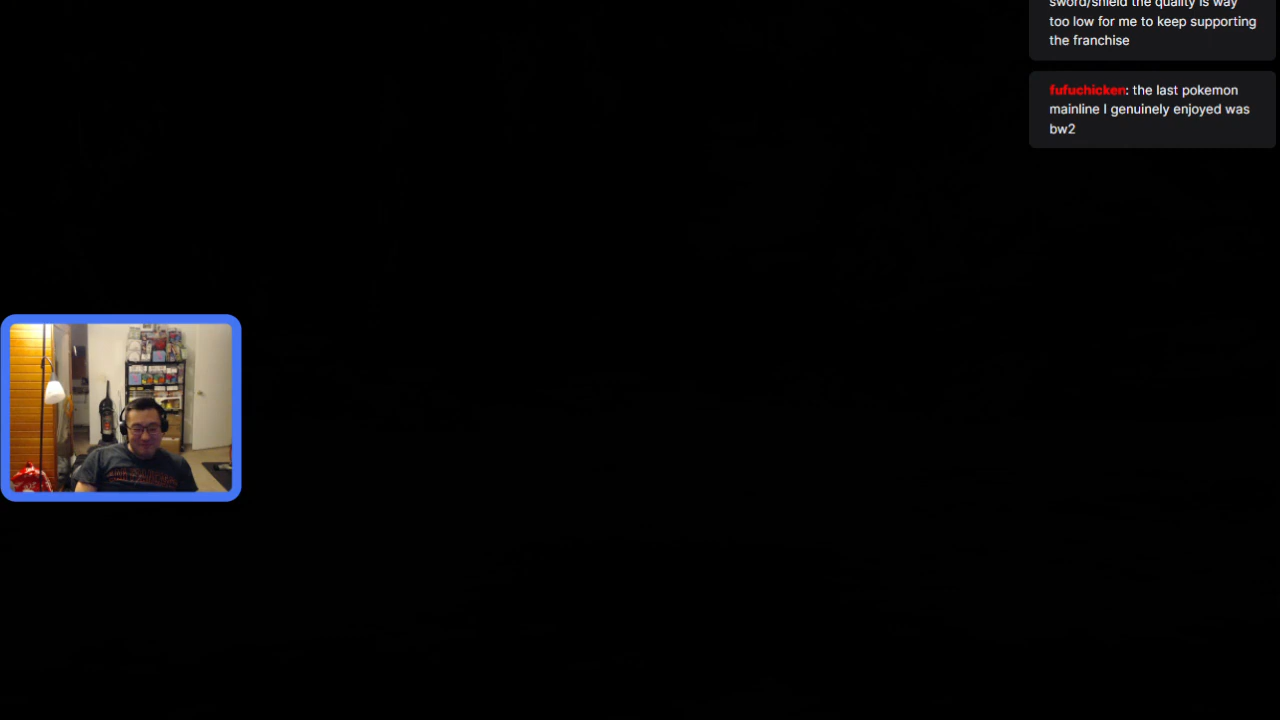 sword/shield the quality is way
too low for me to keep supporting
the franchise
fufuchicken: the last pokemon
mainline I genuinely enjoyed was
bw2